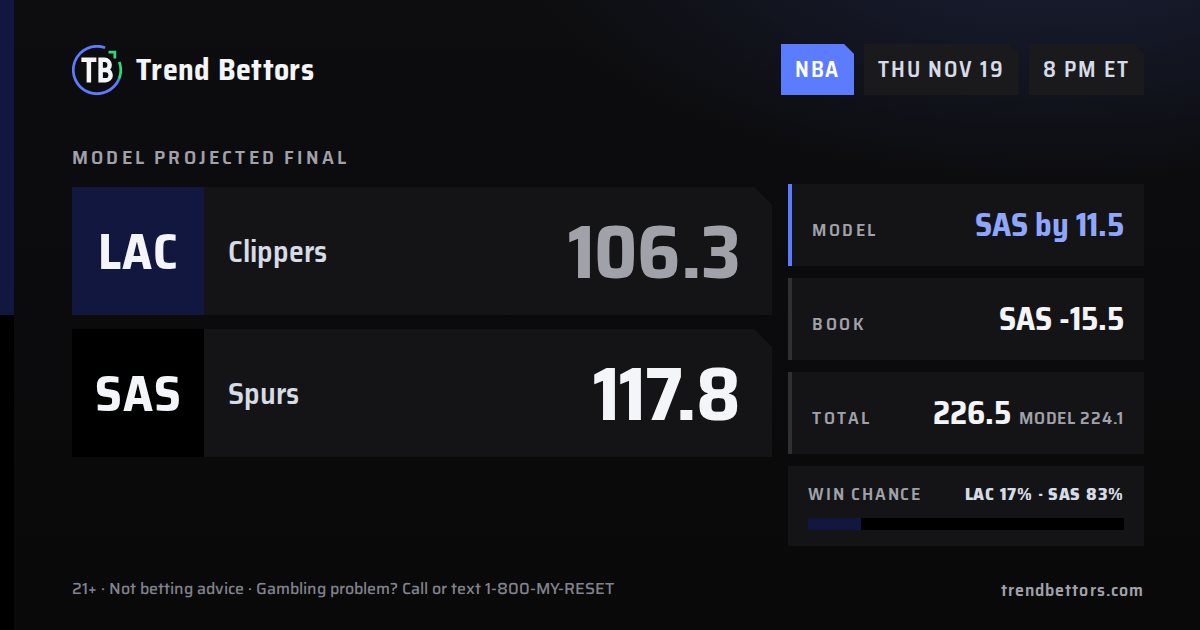 TB Trend Bettors
NBA THU NOV 19 8 PM ET
MODEL PROJECTED FINAL
LAC Clippers 106.3
SAS Spurs 117.8
MODEL SAS by 11.5
BOOK SAS -15.5
TOTAL 226.5 MODEL 224.1
WIN CHANCE LAC 17% · SAS 83%
21+ · Not betting advice · Gambling problem? Call or text 1-800-MY-RESET
trendbettors.com